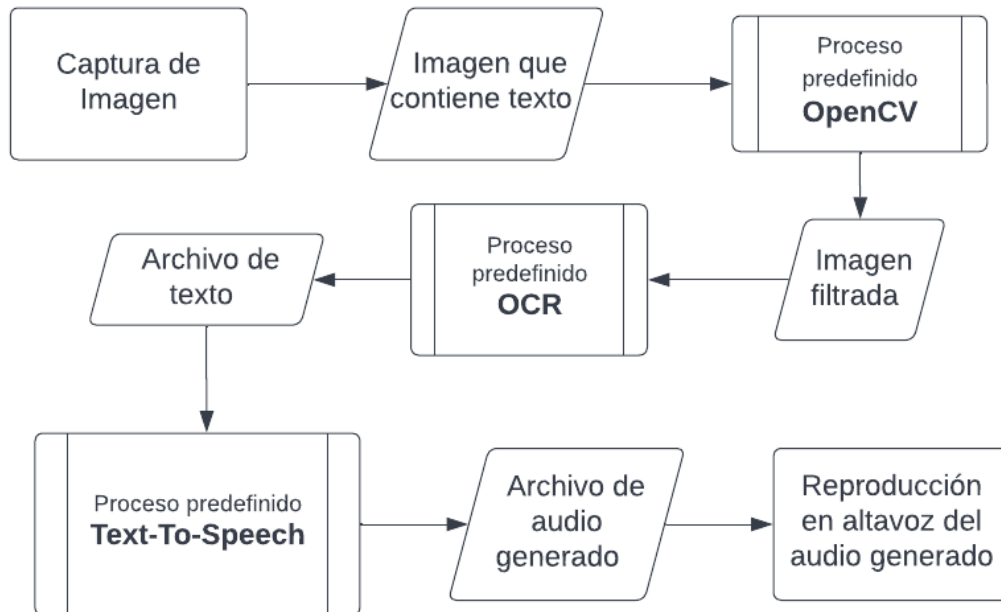 Captura de
Imagen
Imagen que
contiene texto
Proceso
predefinido
OpenCV
Imagen
filtrada
Proceso
predefinido
OCR
Archivo de
texto
Proceso predefinido
Text-To-Speech
Archivo de
audio
generado
Reproducción
en altavoz del
audio generado